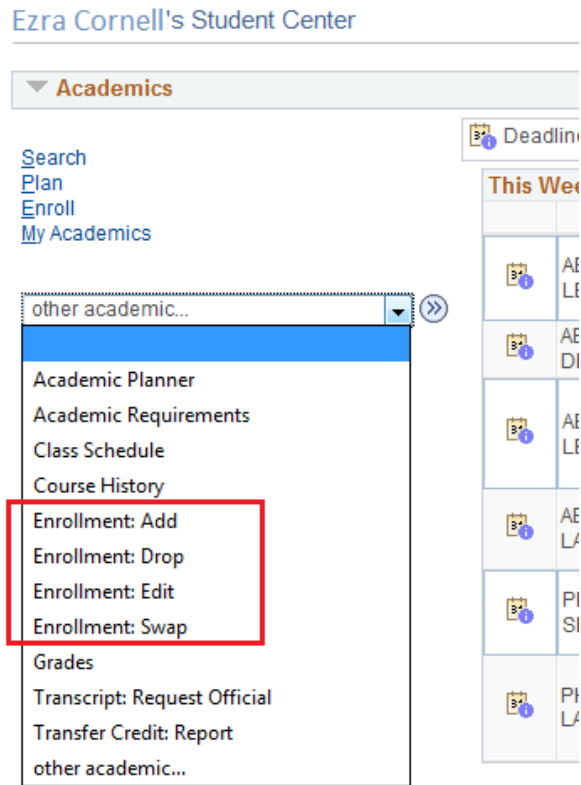 Ezra Cornell's Student Center
Academics
Search
Plan
Enroll
My Academics
other academic...
Academic Planner
Academic Requirements
Class Schedule
Course History
Enrollment: Add
Enrollment: Drop
Enrollment: Edit
Enrollment: Swap
Grades
Transcript: Request Official
Transfer Credit: Report
other academic...
Deadlin
This Wee